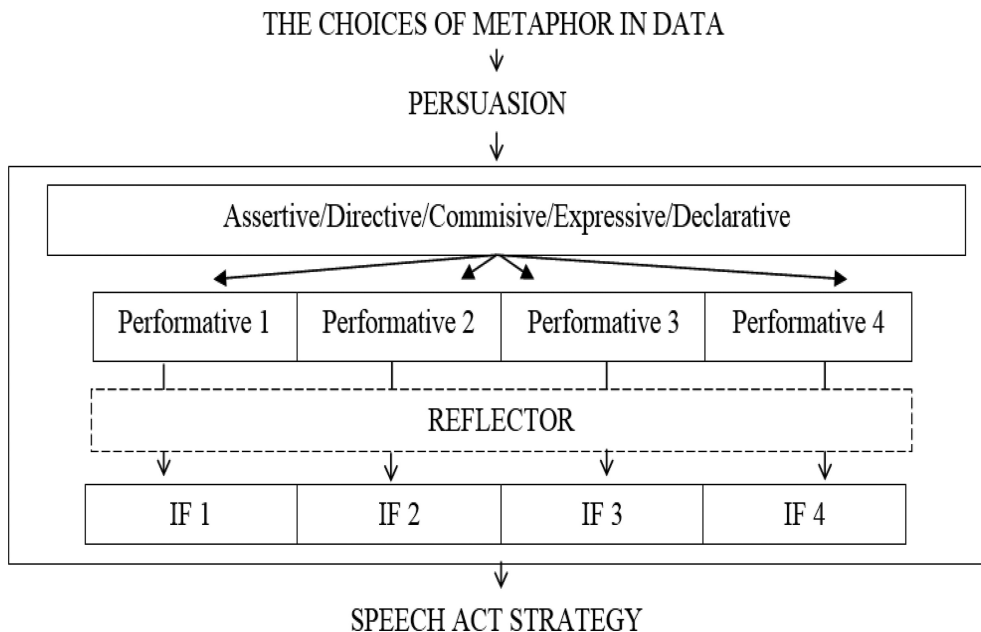 THE CHOICES OF METAPHOR IN DATA
PERSUASION
Assertive/Directive/Commisive/Expressive/Declarative
Performative 1 Performative 2 Performative 3 Performative 4
REFLECTOR
IF 1 IF 2 IF 3 IF 4
SPEECH ACT STRATEGY